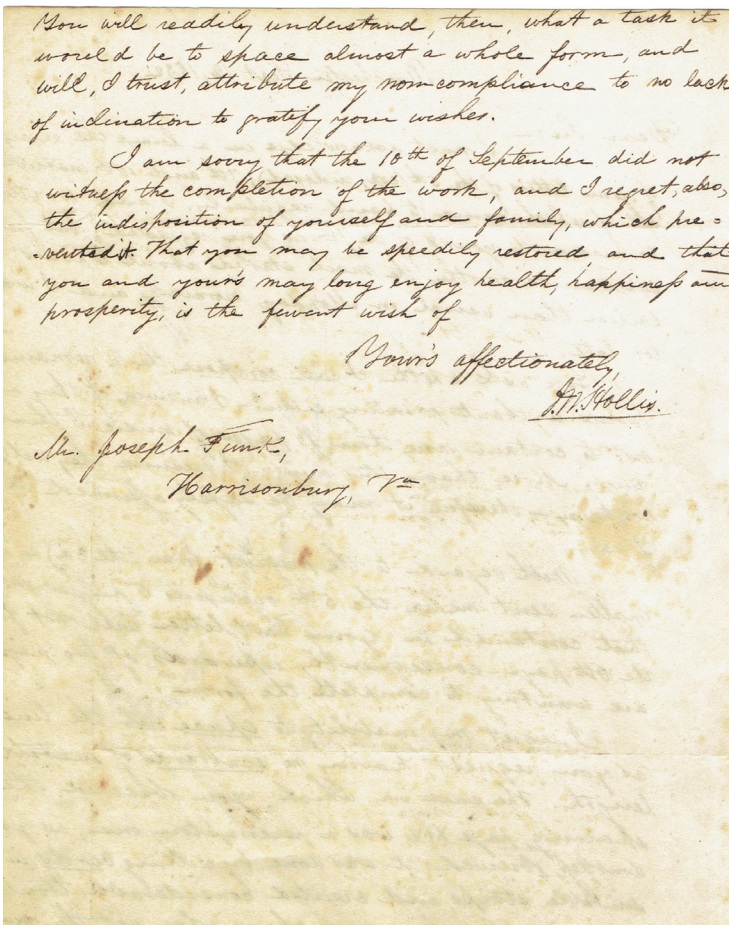 You will readily understand, then, what a task it
would be to space almost a whole form, and
will, I trust, attribute my noncompliance to no lack
of inclination to gratify your wishes.
I am sorry that the 10th of September did not
witness the completion of the work, and I regret, also,
the indisposition of yourself and family, which pre=
=vented it. That you may be speedily restored and that
you and your's may long enjoy health, happiness and
prosperity, is the fervent wish of
Your's affectionately,
J.W. Hollis.
Mr. Joseph Funk,
Harrisonburg, Va